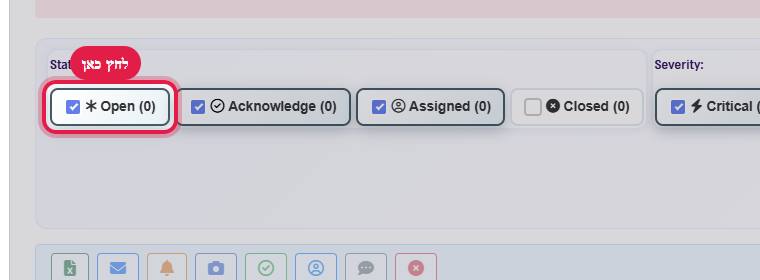 Stat
לחץ כאן
Severity:
Open (0)
Acknowledge (0)
Assigned (0)
Closed (0)
Critical (